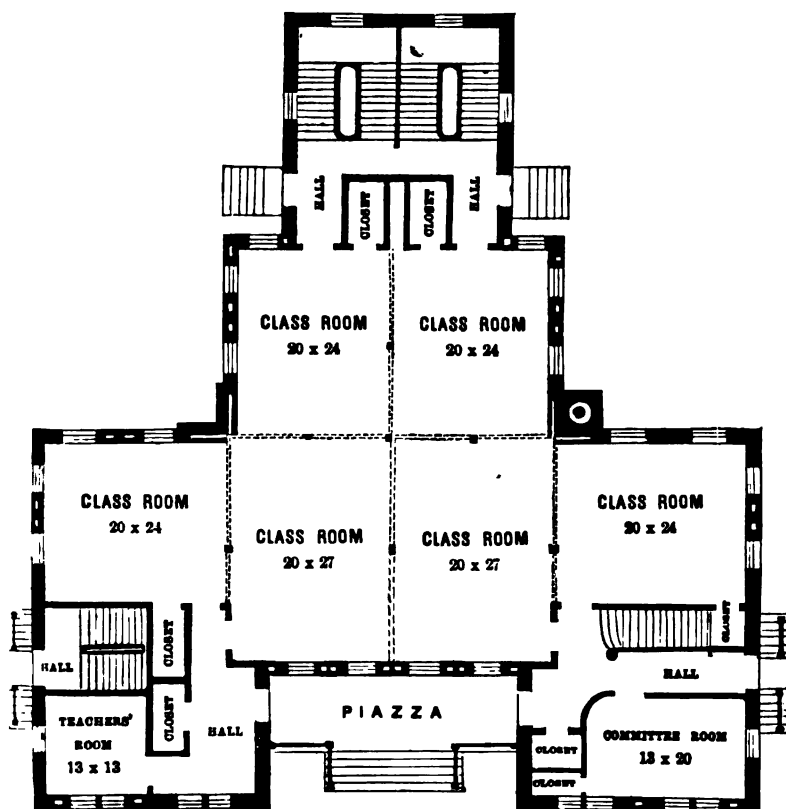 HALL
CLOSET
CLOSET
HALL
CLASS ROOM
20 x 24
CLASS ROOM
20 x 24
CLASS ROOM
20 x 24
CLASS ROOM
20 x 27
CLASS ROOM
20 x 27
CLASS ROOM
20 x 24
CLOSET
CLOSET
HALL
HALL
CLOSET
TEACHERS'
ROOM
13 x 13
HALL
PIAZZA
COMMITTEE ROOM
13 x 20
CLOSET
CLOSET